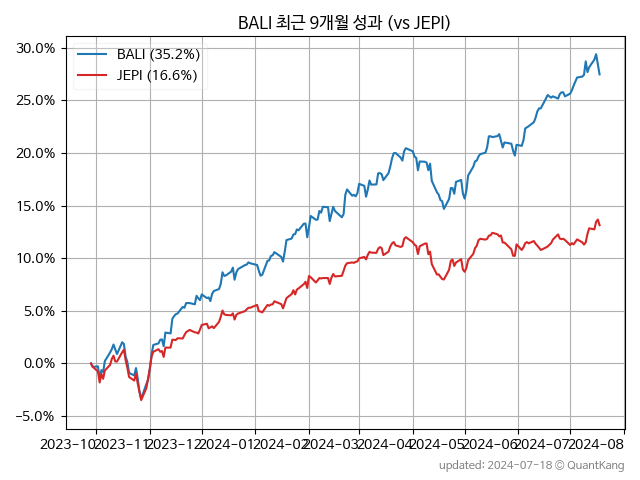 BALI 최근 9개월 성과 (vs JEPI)
BALI (35.2%)
JEPI (16.6%)
30.0%
25.0%
20.0%
15.0%
10.0%
5.0%
0.0%
-5.0%
2023-10 2023-11 2023-12 2024-01 2024-02 2024-03 2024-04 2024-05 2024-06 2024-07 2024-08
updated: 2024-07-18 © QuantKang